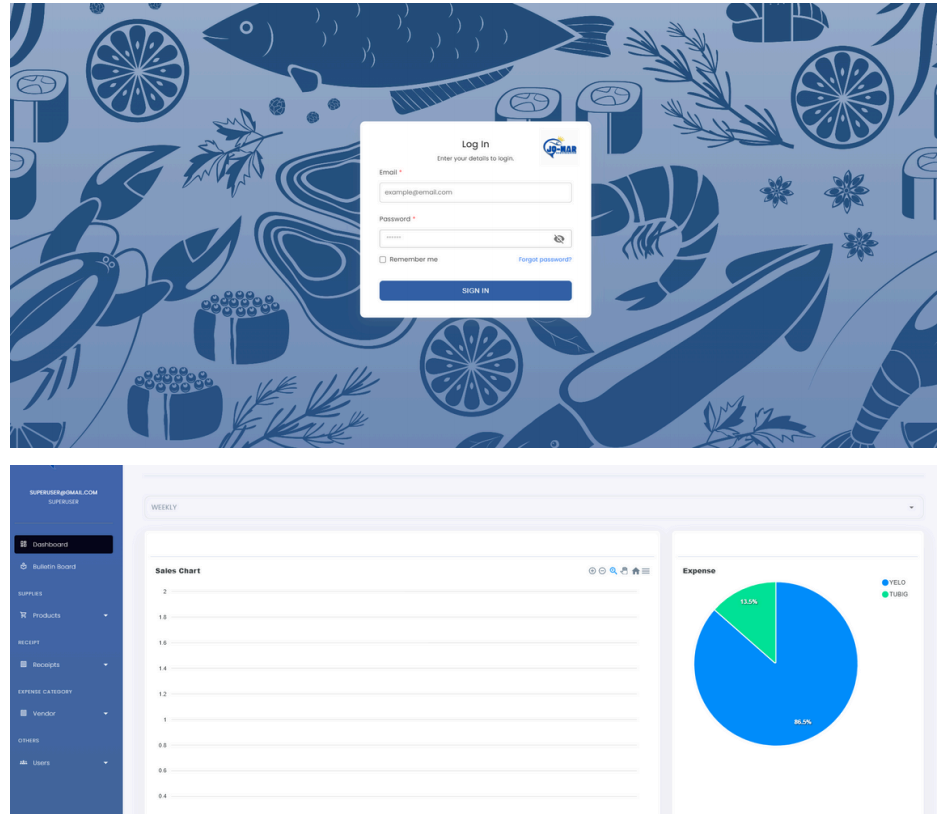 Log In
JO-MAR
Enter your details to login.
Email *
example@email.com
Password *
******
Remember me
Forgot password?
SIGN IN
SUPERUSER@GMAIL.COM
SUPERUSER
WEEKLY
Dashboard
Bulletin Board
SUPPLIES
Products
RECEIPT
Receipts
EXPENSE CATEGORY
Vendor
OTHERS
Users
Sales Chart
2
1.8
1.6
1.4
1.2
1
0.8
0.6
0.4
Expense
YELO
TUBIG
13.5%
86.5%